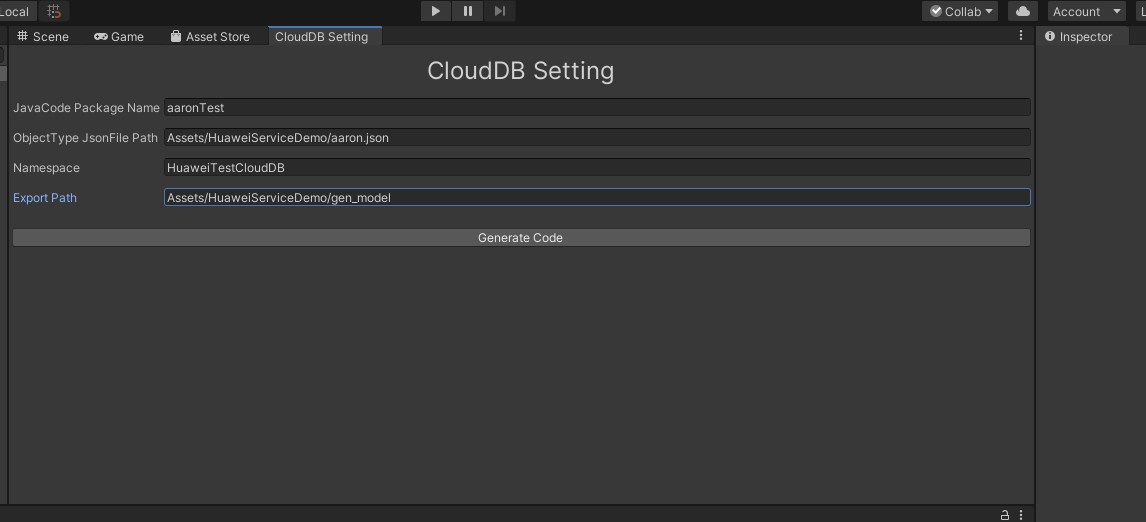 Local Collab Account L
Scene Game Asset Store CloudDB Setting Inspector
CloudDB Setting
JavaCode Package Name aaronTest
ObjectType JsonFile Path Assets/HuaweiServiceDemo/aaron.json
Namespace HuaweiTestCloudDB
Export Path Assets/HuaweiServiceDemo/gen_model
Generate Code